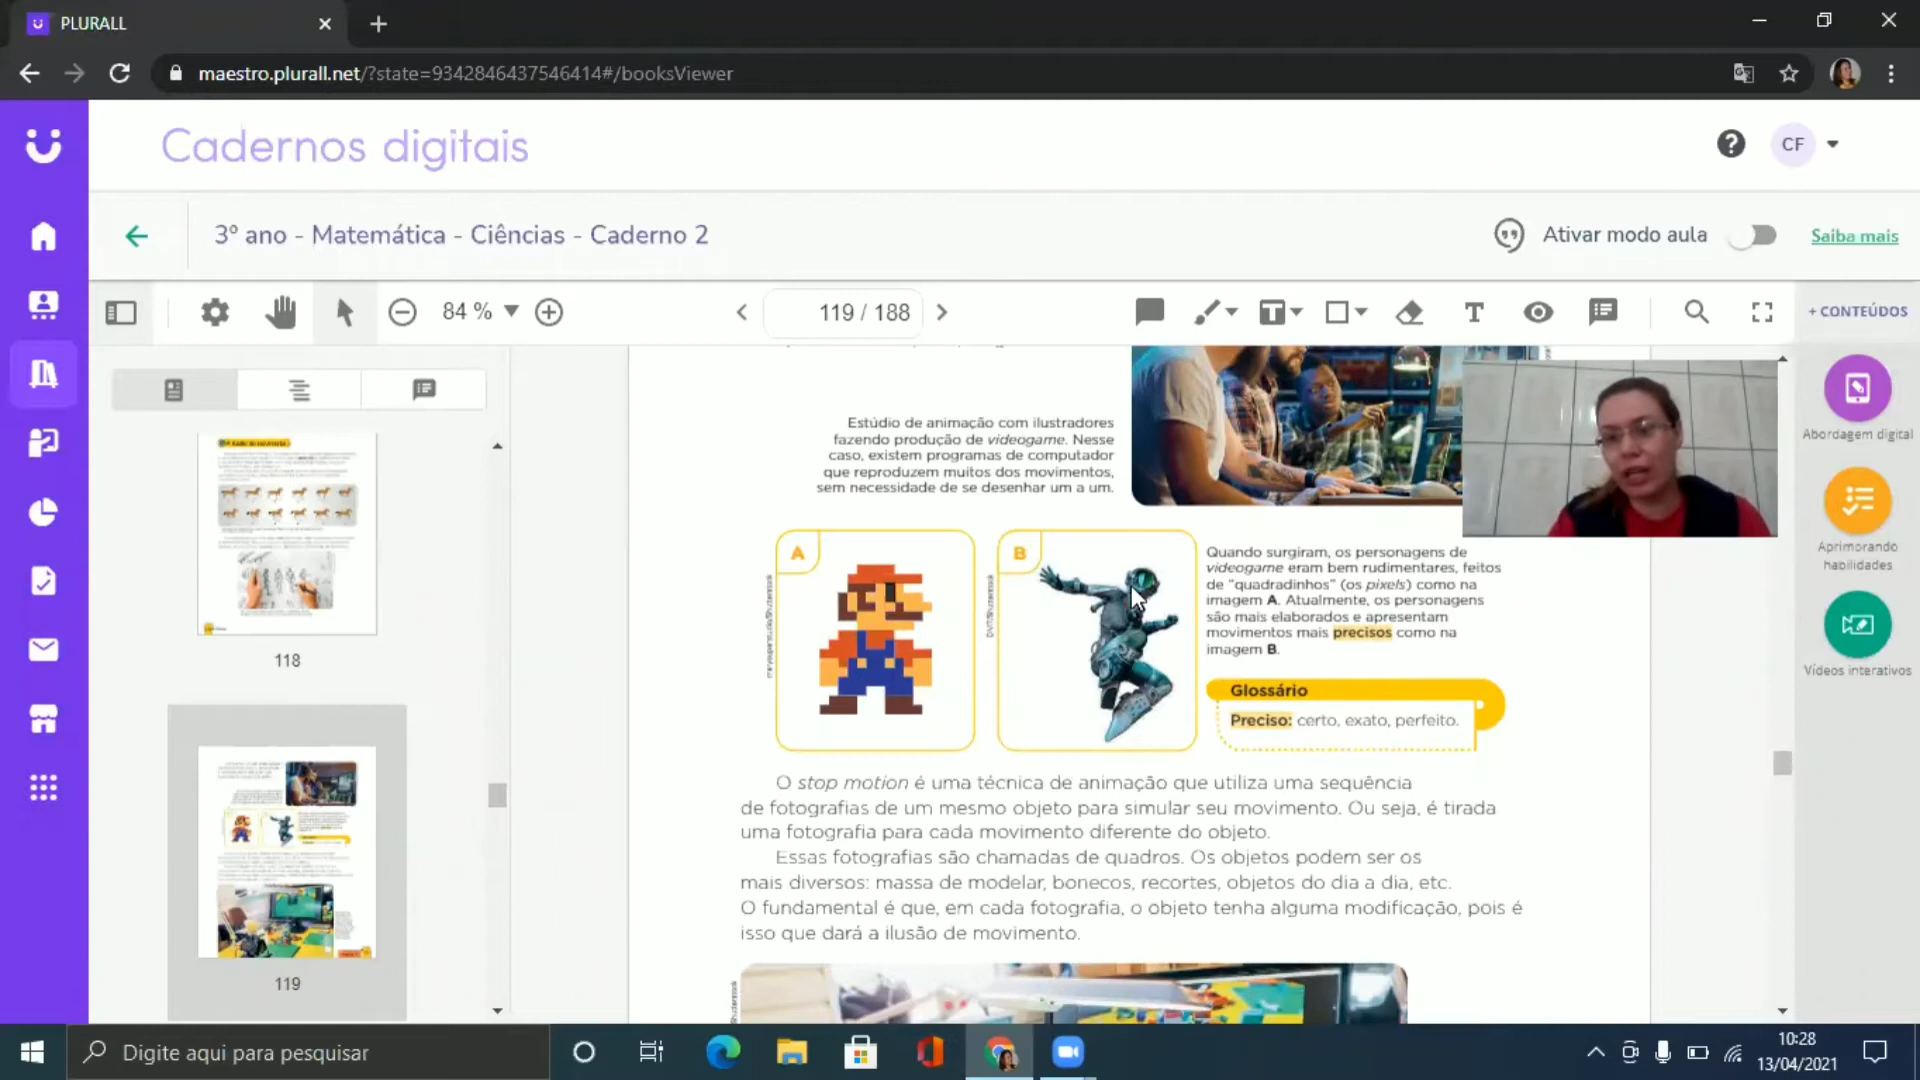 PLURALL
maestro.plurall.net/?state=9342846437546414#/booksViewer
Cadernos digitais
CF
3º ano - Matemática - Ciências - Caderno 2
Ativar modo aula
Saiba mais
84 %
119 / 188
+ CONTEÚDOS
Abordagem digital
Aprimorando
habilidades
Vídeos interativos
118
119
Estúdio de animação com ilustradores
fazendo produção de videogame. Nesse
caso, existem programas de computador
que reproduzem muitos dos movimentos,
sem necessidade de se desenhar um a um.
A
B
Quando surgiram, os personagens de
videogame eram bem rudimentares, feitos
de "quadradinhos" (os pixels) como na
imagem A. Atualmente, os personagens
são mais elaborados e apresentam
movimentos mais precisos como na
imagem B.
Glossário
Preciso: certo, exato, perfeito.
O stop motion é uma técnica de animação que utiliza uma sequência
de fotografias de um mesmo objeto para simular seu movimento. Ou seja, é tirada
uma fotografia para cada movimento diferente do objeto.
Essas fotografias são chamadas de quadros. Os objetos podem ser os
mais diversos: massa de modelar, bonecos, recortes, objetos do dia a dia, etc.
O fundamental é que, em cada fotografia, o objeto tenha alguma modificação, pois é
isso que dará a ilusão de movimento.
Digite aqui para pesquisar
10:28
13/04/2021